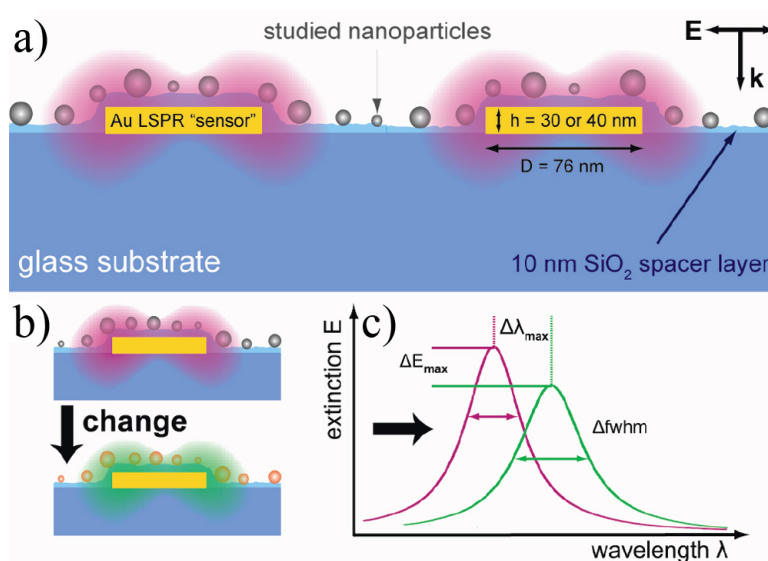 a)
studied nanoparticles
E
k
Au LSPR “sensor”
h = 30 or 40 nm
D = 76 nm
glass substrate
10 nm SiO₂ spacer layer
b)
change
c)
extinction E
Δλmax
ΔEmax
Δfwhm
wavelength λ